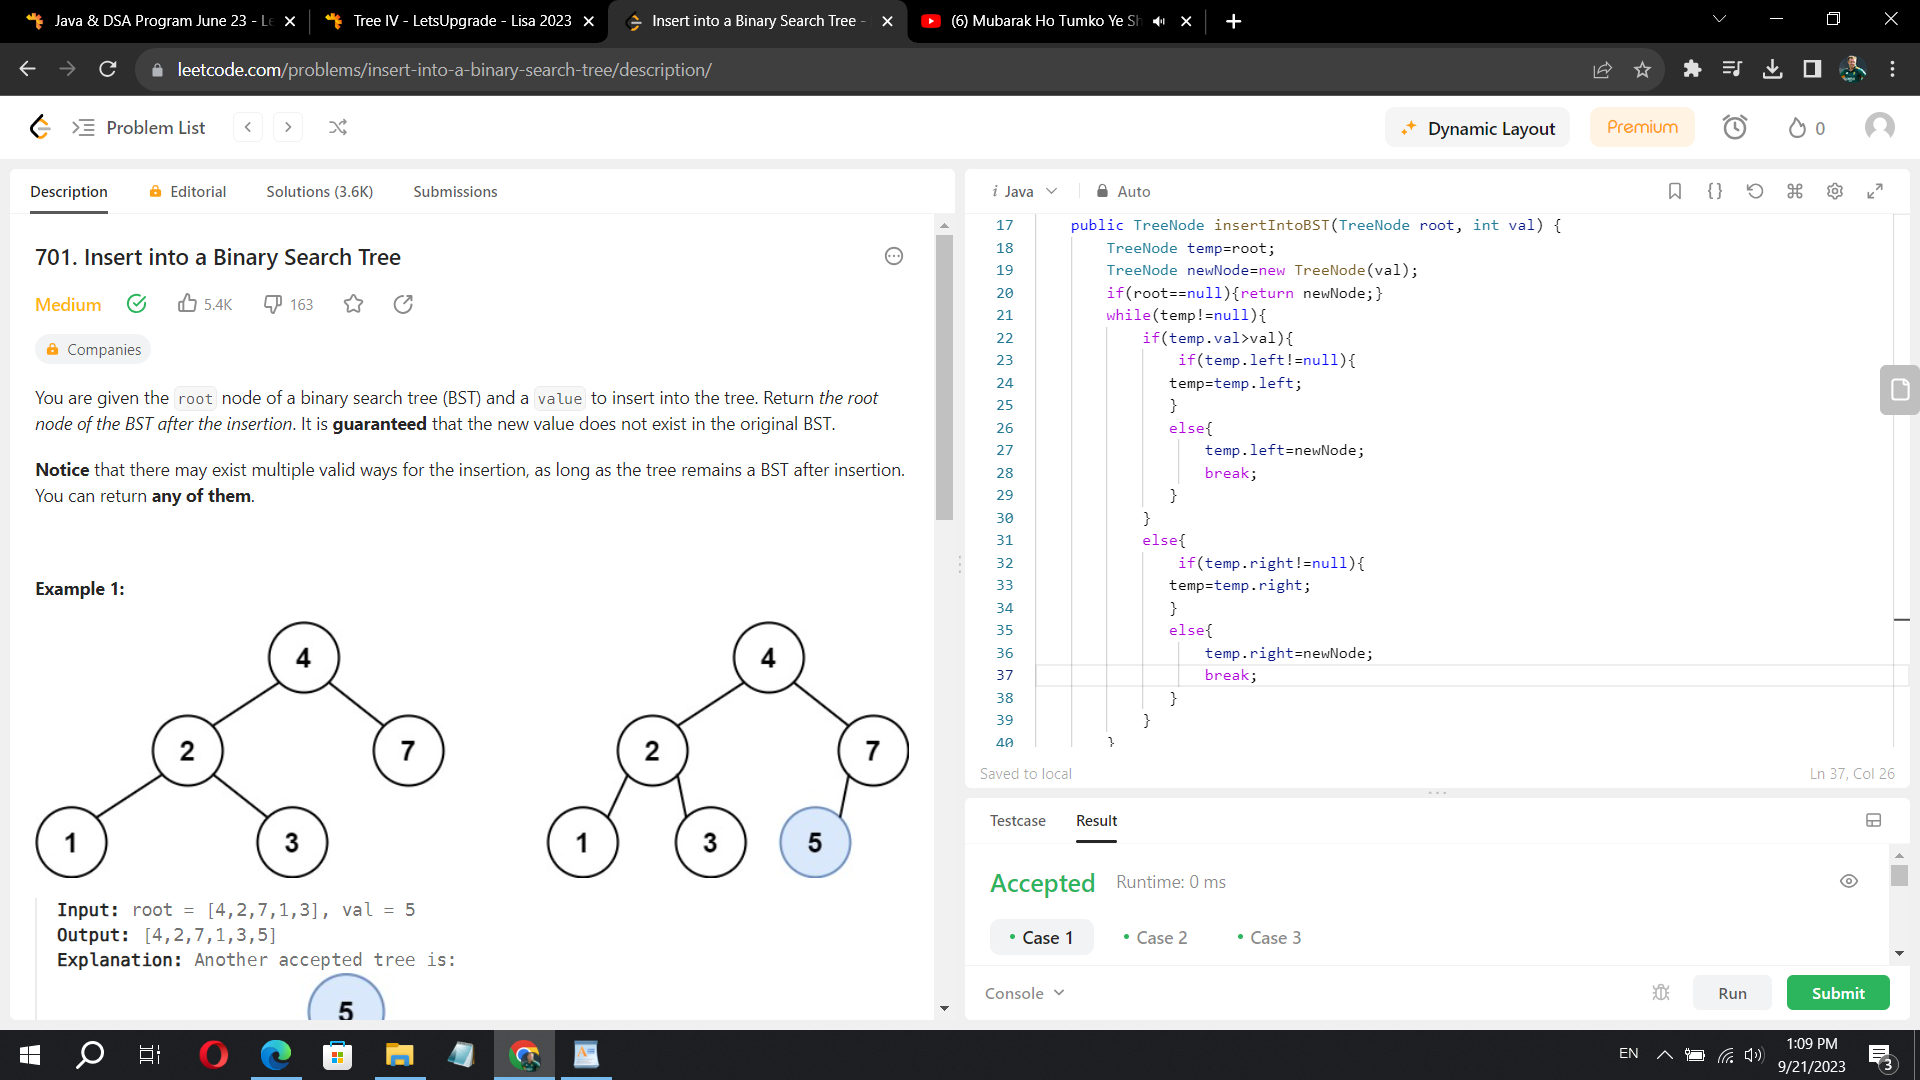 Java & DSA Program June 23 - Le
Tree IV - LetsUpgrade - Lisa 2023
Insert into a Binary Search Tree -
(6) Mubarak Ho Tumko Ye Sh
leetcode.com/problems/insert-into-a-binary-search-tree/description/
Problem List
Dynamic Layout
Premium
0
Description
Editorial
Solutions (3.6K)
Submissions
701. Insert into a Binary Search Tree
Medium
5.4K
163
Companies
You are given the root node of a binary search tree (BST) and a value to insert into the tree. Return the root
node of the BST after the insertion. It is guaranteed that the new value does not exist in the original BST.
Notice that there may exist multiple valid ways for the insertion, as long as the tree remains a BST after insertion.
You can return any of them.
Example 1:
4
2
7
1
3
4
2
7
1
3
5
Input: root = [4,2,7,1,3], val = 5
Output: [4,2,7,1,3,5]
Explanation: Another accepted tree is:
5
i Java
Auto
17 public TreeNode insertIntoBST(TreeNode root, int val) {
18 TreeNode temp=root;
19 TreeNode newNode=new TreeNode(val);
20 if(root==null){return newNode;}
21 while(temp!=null){
22 if(temp.val>val){
23 if(temp.left!=null){
24 temp=temp.left;
25 }
26 else{
27 temp.left=newNode;
28 break;
29 }
30 }
31 else{
32 if(temp.right!=null){
33 temp=temp.right;
34 }
35 else{
36 temp.right=newNode;
37 break;
38 }
39 }
40 }
Saved to local
Ln 37, Col 26
Testcase
Result
Accepted
Runtime: 0 ms
Case 1
Case 2
Case 3
Console
Run
Submit
EN
1:09 PM
9/21/2023
3